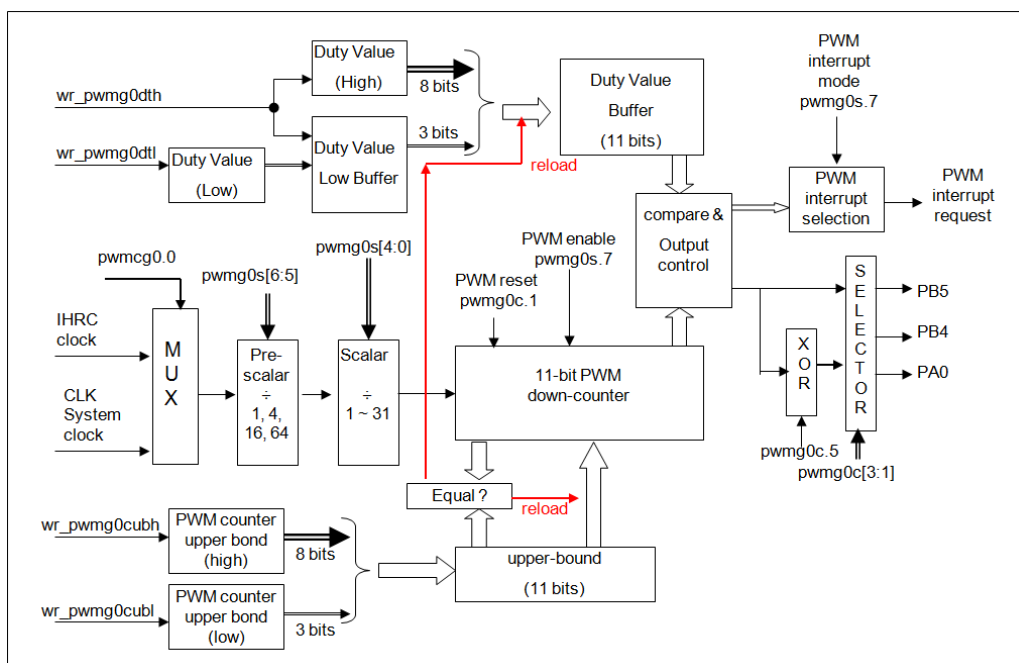 wr_pwmg0dth
Duty Value
(High)
8 bits
wr_pwmg0dtl
Duty Value
(Low)
Duty Value
Low Buffer
3 bits
reload
Duty Value
Buffer
(11 bits)
PWM
interrupt
mode
pwmg0s.7
compare &
Output
control
PWM
interrupt
selection
PWM
interrupt
request
pwmcg0.0
pwmg0s[6:5]
pwmg0s[4:0]
PWM reset
pwmg0c.1
PWM enable
pwmg0s.7
IHRC
clock
CLK
System
clock
MUX
Pre-
scalar
÷
1, 4,
16, 64
Scalar
÷
1 ~ 31
11-bit PWM
down-counter
XOR
SELECTOR
PB5
PB4
PA0
pwmg0c.5
pwmg0c[3:1]
Equal ?
reload
wr_pwmg0cubh
PWM counter
upper bond
(high)
8 bits
wr_pwmg0cubl
PWM counter
upper bond
(low)
3 bits
upper-bound
(11 bits)